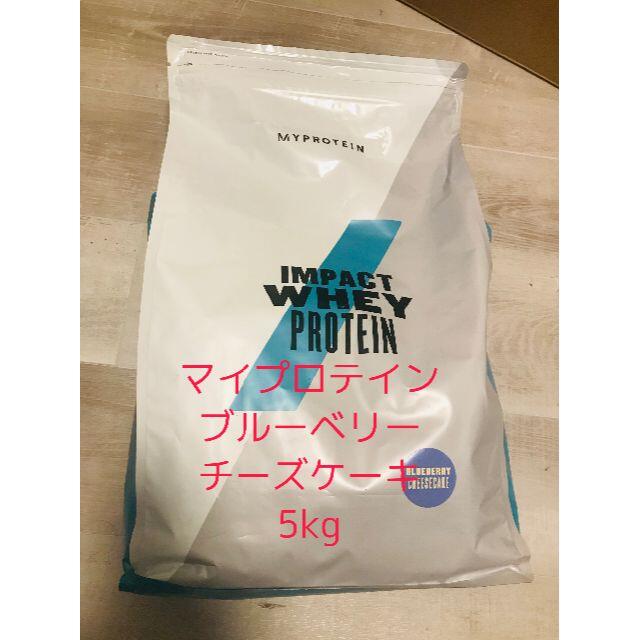 MYPROTEIN
IMPACT
WHEY
PROTEIN
マイプロテイン
ブルーベリー
チーズケーキ
BLUEBERRY
CHEESECAKE
5kg